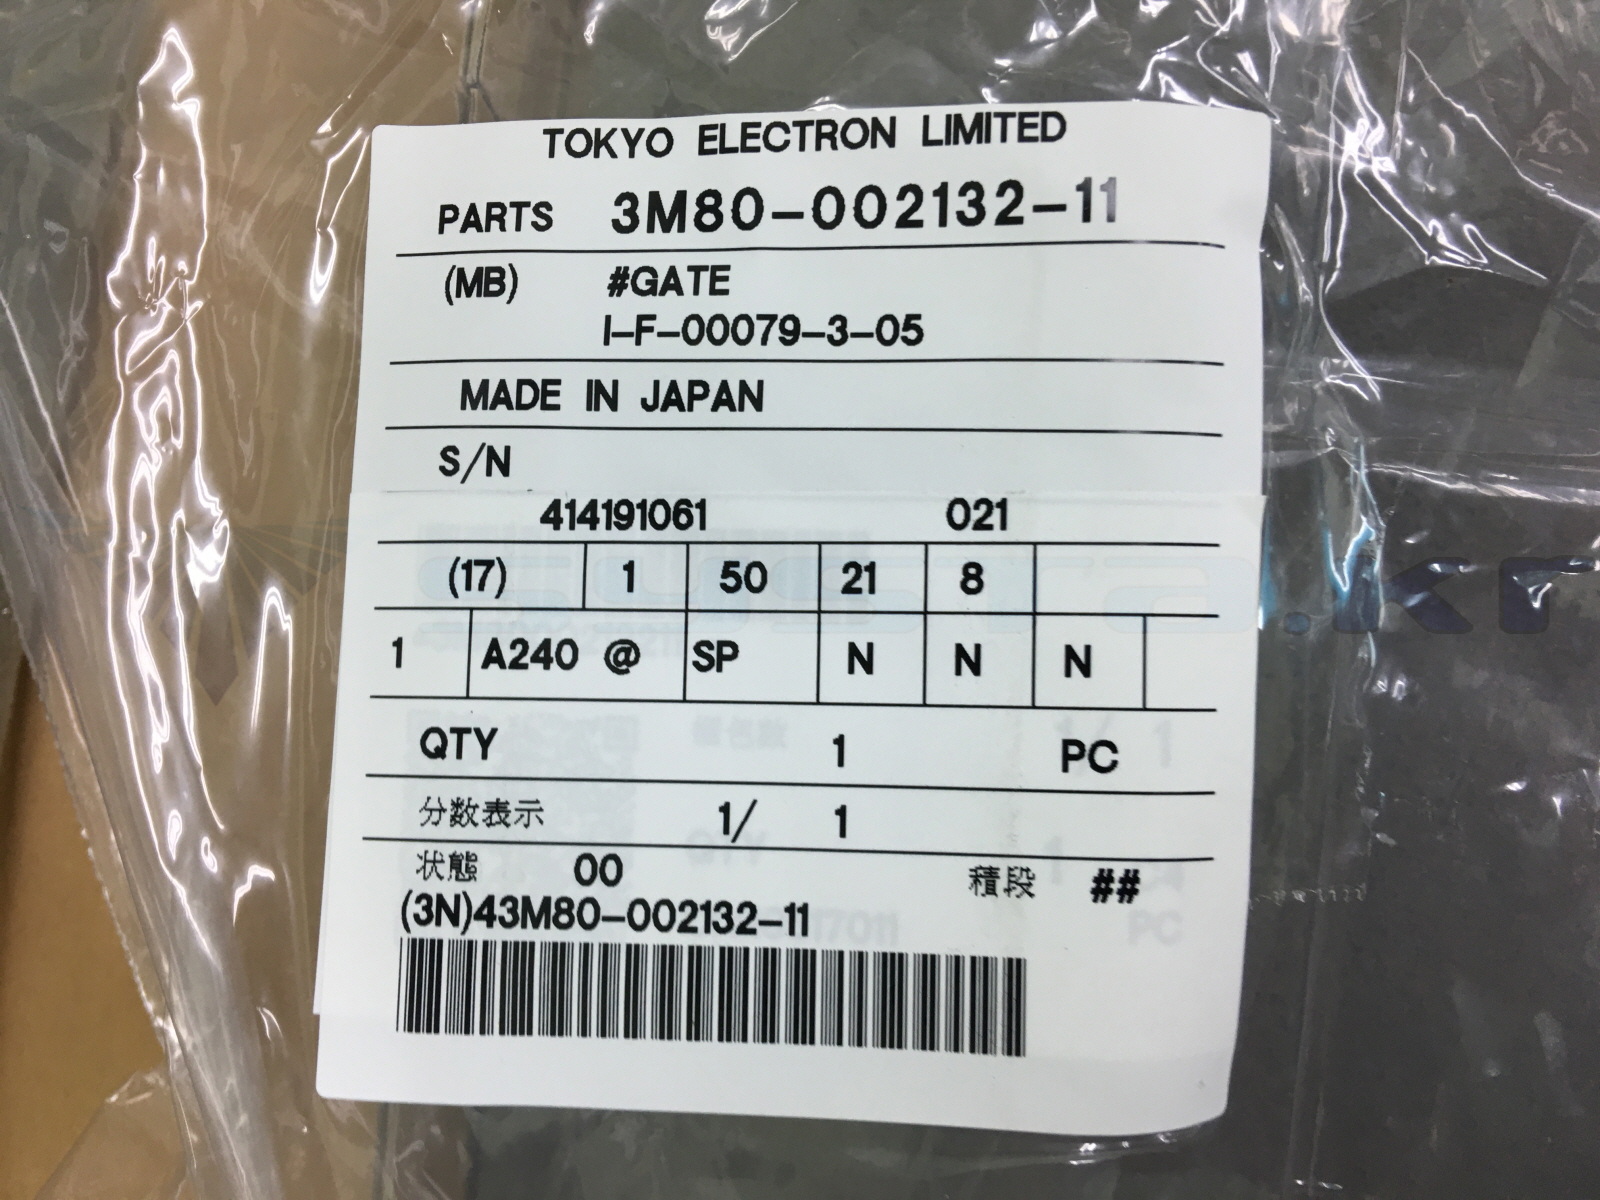 TOKYO ELECTRON LIMITED
PARTS 3M80-002132-11
(MB) #GATE
I-F-00079-3-05
MADE IN JAPAN
S/N
414191061 021
(17) 1 50 21 8
1 A240 @ SP N N N
QTY 1 PC
分数表示 1/ 1
状態 00 積段 ##
(3N)43M80-002132-11